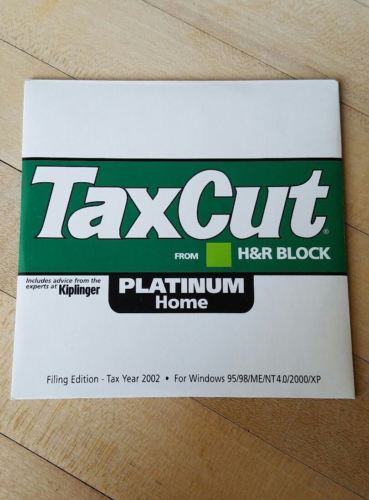 TaxCut®
FROM H&R BLOCK
Includes advice from the
experts at Kiplinger
PLATINUM
Home
Filing Edition - Tax Year 2002 • For Windows 95/98/ME/NT4.0/2000/XP